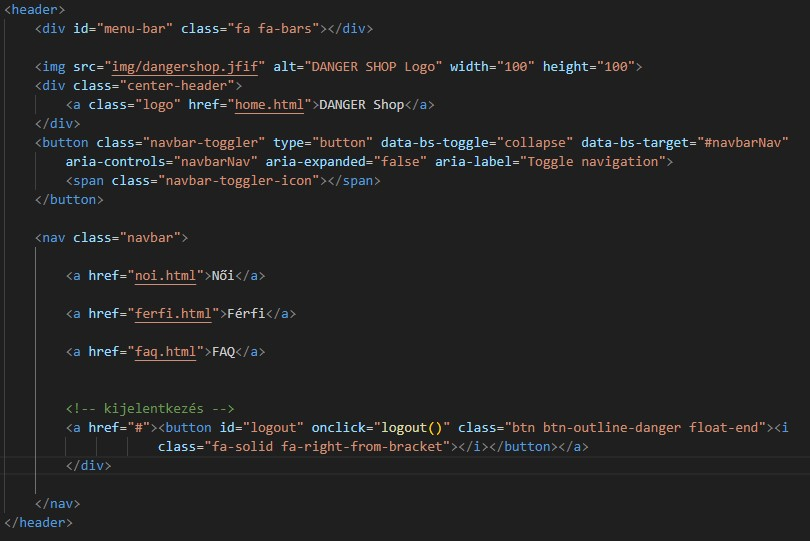 <header>
<div id="menu-bar" class="fa fa-bars"></div>
<img src="img/dangershop.jfif" alt="DANGER SHOP Logo" width="100" height="100">
<div class="center-header">
<a class="logo" href="home.html">DANGER Shop</a>
</div>
<button class="navbar-toggler" type="button" data-bs-toggle="collapse" data-bs-target="#navbarNav"
aria-controls="navbarNav" aria-expanded="false" aria-label="Toggle navigation">
<span class="navbar-toggler-icon"></span>
</button>
<nav class="navbar">
<a href="noi.html">Női</a>
<a href="ferfi.html">Férfi</a>
<a href="faq.html">FAQ</a>
<!-- kijelentkezés -->
<a href="#"><button id="logout" onclick="logout()" class="btn btn-outline-danger float-end"><i
class="fa-solid fa-right-from-bracket"></i></button></a>
</div>
</nav>
</header>